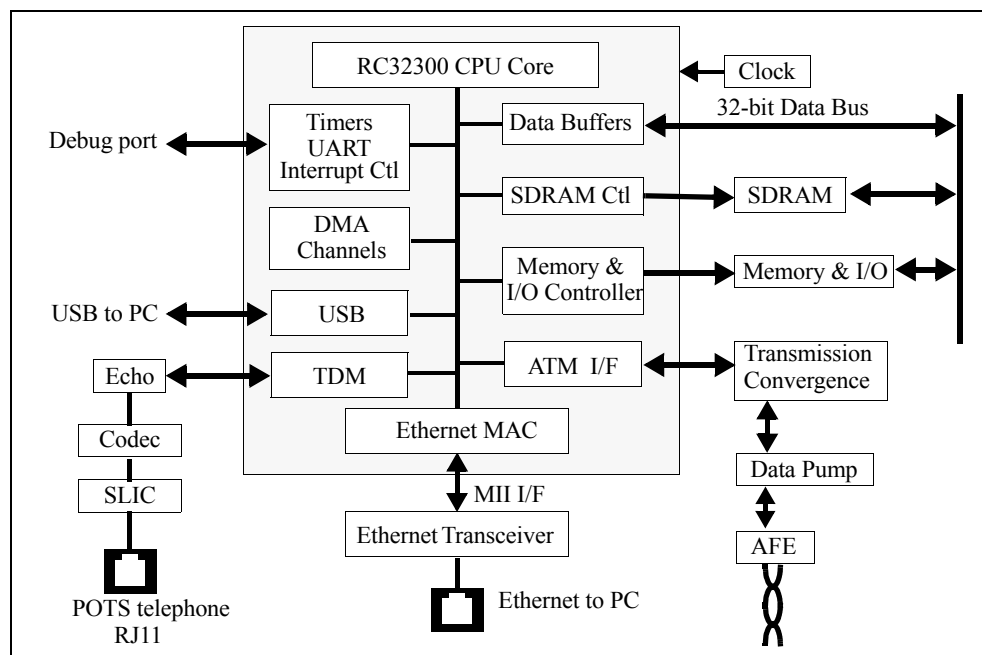 RC32300 CPU Core
Clock
32-bit Data Bus
Debug port
Timers
UART
Interrupt Ctl
Data Buffers
SDRAM Ctl
SDRAM
DMA
Channels
Memory &
I/O Controller
Memory & I/O
USB to PC
USB
Echo
TDM
ATM I/F
Transmission
Convergence
Ethernet MAC
Codec
Data Pump
SLIC
MII I/F
Ethernet Transceiver
AFE
POTS telephone
RJ11
Ethernet to PC